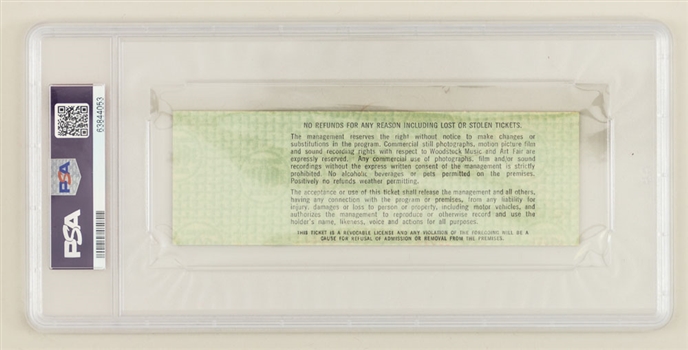 NO REFUNDS FOR ANY REASON INCLUDING LOST OR STOLEN TICKETS.
The management reserves the right without notice to make changes or
substitutions in the program. Commercial still photographs, motion picture film
and sound recording rights with respect to Woodstock Music and Art Fair are
expressly reserved. Any commercial use of photographs, film and/or sound
recordings without the express written consent of the management is strictly
prohibited. No alcoholic beverages or pets permitted on the premises.
Positively no refunds weather permitting.
The acceptance or use of this ticket shall release the management and all others,
having any connection with the program or premises, from any liability for
injury, damages or loss to person or property, including motor vehicles, and
authorizes the management to reproduce or otherwise record and use the
holder's name, likeness, voice and actions for all purposes.
THIS TICKET IS A REVOCABLE LICENSE AND ANY VIOLATION OF THE FOREGOING WILL BE A
CAUSE FOR REFUSAL OF ADMISSION OR REMOVAL FROM THE PREMISES.
63844053
PSA
PSA